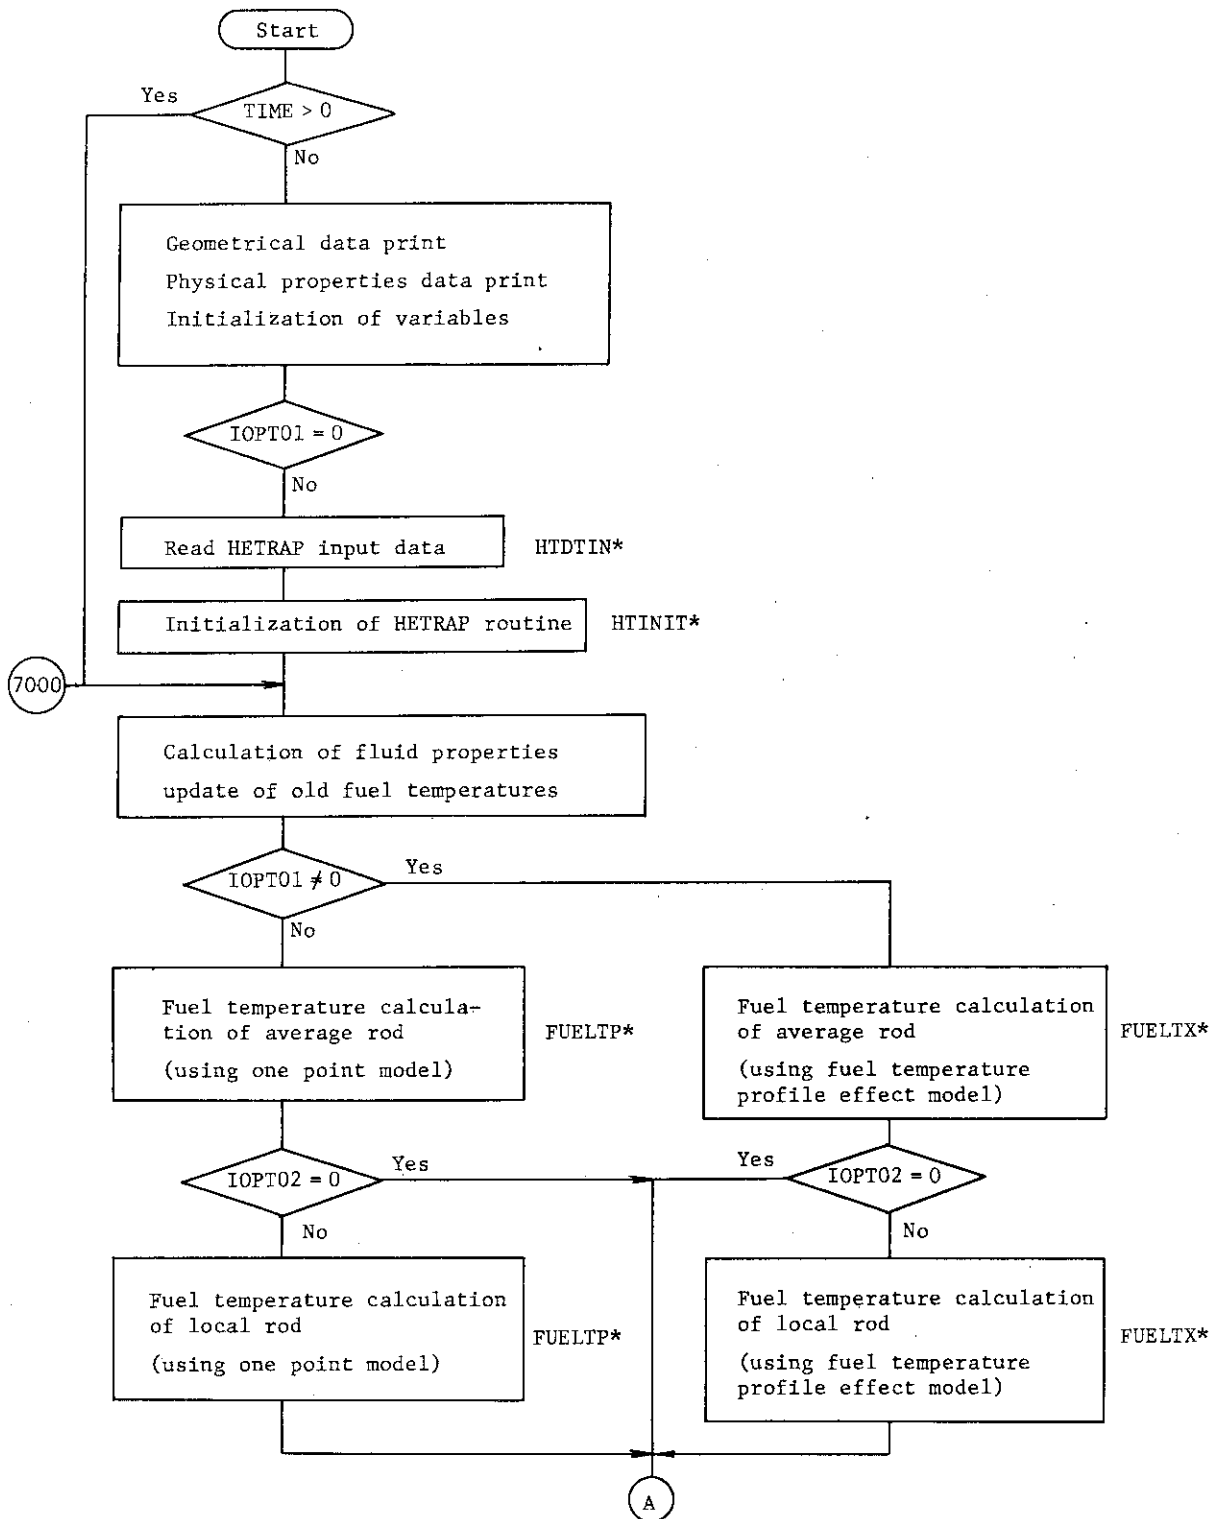 Start
Yes
TIME > 0
No
Geometrical data print
Physical properties data print
Initialization of variables
IOPT01 = 0
No
Read HETRAP input data
HTDTIN*
Initialization of HETRAP routine
HTINIT*
7000
Calculation of fluid properties
update of old fuel temperatures
IOPT01 ≠ 0
Yes
No
Fuel temperature calcula-
tion of average rod
(using one point model)
FUELTP*
Fuel temperature calculation
of average rod
(using fuel temperature
profile effect model)
FUELTX*
IOPT02 = 0
Yes
No
Yes
IOPT02 = 0
No
Fuel temperature calculation
of local rod
(using one point model)
FUELTP*
Fuel temperature calculation
of local rod
(using fuel temperature
profile effect model)
FUELTX*
A